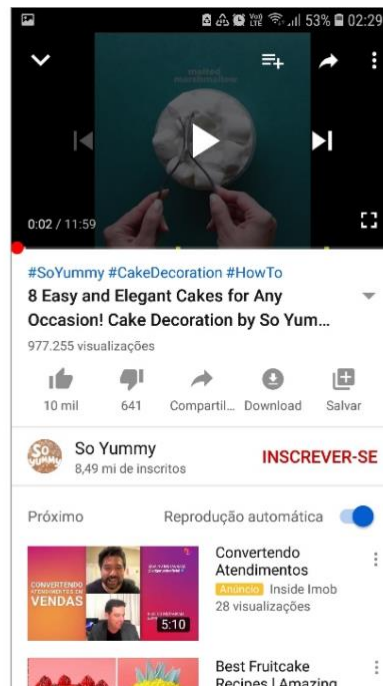 53% 02:29
melted
marshmallow
0:02 / 11:59
#SoYummy #CakeDecoration #HowTo
8 Easy and Elegant Cakes for Any
Occasion! Cake Decoration by So Yum...
977.255 visualizações
10 mil 641 Compartil... Download Salvar
So Yummy
8,49 mi de inscritos
INSCREVER-SE
Próximo Reprodução automática
CONVERTENDO
ATENDIMENTOS EM
VENDAS
5:10
Convertendo
Atendimentos
Anúncio Inside Imob
28 visualizações
Best Fruitcake
Recipes | Amazing